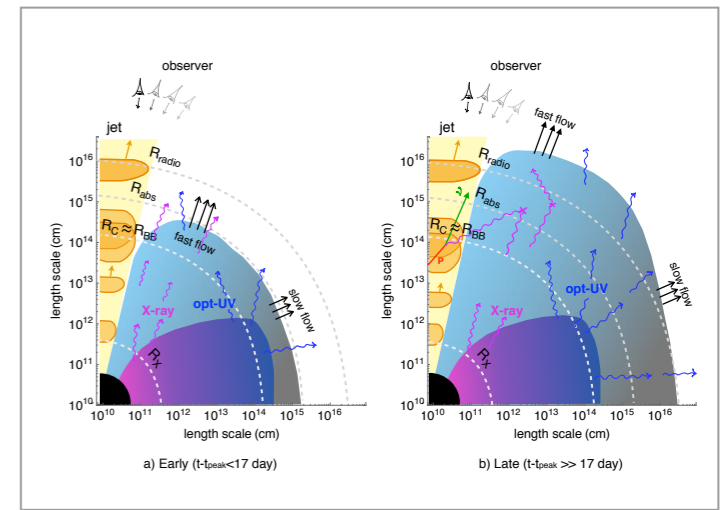 observer
jet
fast flow
R_radio
R_abs
R_C ≈ R_BB
fast flow
slow flow
X-ray
opt-UV
R_X
10^16
10^15
10^14
10^13
10^12
10^11
10^10
length scale (cm)
10^10 10^11 10^12 10^13 10^14 10^15 10^16
length scale (cm)
a) Early (t-t_peak<17 day)
observer
jet
R_radio
R_abs
R_C ≈ R_BB
P
slow flow
X-ray
opt-UV
R_X
10^16
10^15
10^14
10^13
10^12
10^11
10^10
length scale (cm)
10^10 10^11 10^12 10^13 10^14 10^15 10^16
length scale (cm)
b) Late (t-t_peak >> 17 day)